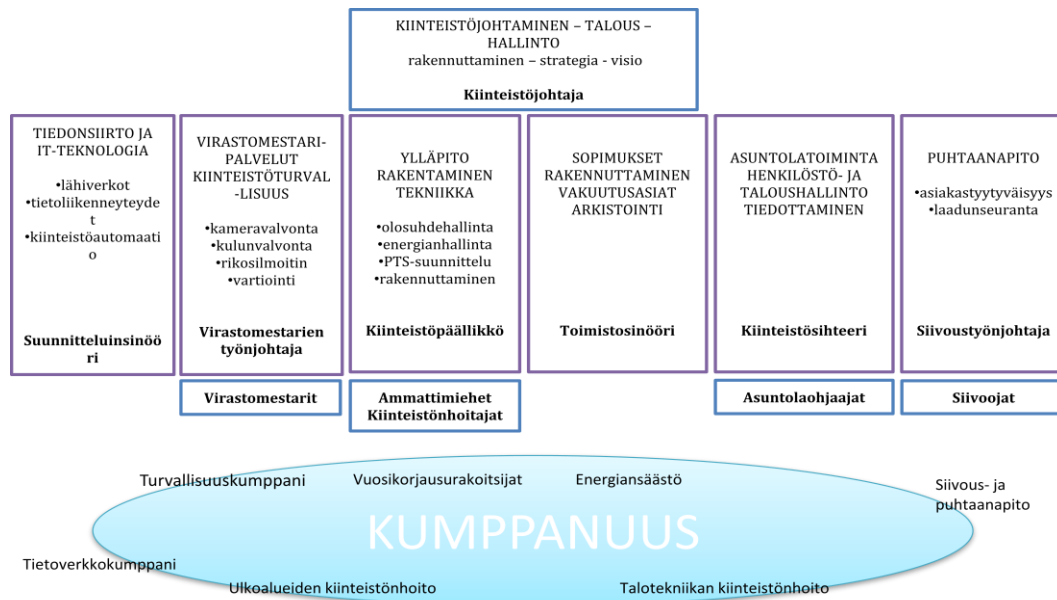 KIINTEISTÖJOHTAMINEN – TALOUS –
HALLINTO
rakennuttaminen – strategia - visio
Kiinteistöjohtaja
TIEDONSIIRTO JA
IT-TEKNOLOGIA
•lähiverkot
•tietoliikenneyteydet
t
•kiinteistöautomaati
o
Suunnitteluinsinöö
ri
VIRASTOMESTARI-
PALVELUT
KIINTEISTÖTURVAL
-LISUUS
•kameravalvonta
•kulunvalvonta
•rikosilmoitin
•vartiointi
Virastomestarien
työnjohtaja
YLLÄPITO
RAKENTAMINEN
TEKNIIKKA
•olosuhdehallinta
•energianhallinta
•PTS-suunnittelu
•rakennuttaminen
Kiinteistöpäällikkö
SOPIMUKSET
RAKENNUTTAMINEN
VAKUUTUSASIAT
ARKISTOINTI
Toimistosinööri
ASUNTOLATOIMINTA
HENKILÖSTÖ- JA
TALOUSHALLINTO
TIEDOTTAMINEN
Kiinteistösihteeri
PUHTAANAPITO
•asiakastyytyväisyys
•laadunseuranta
Siivoustyönjohtaja
Virastomestarit
Ammattimiehet
Kiinteistönhoitajat
Asuntolaohjaajat
Siivoojat
Turvallisuuskumppani
Vuosikorjausurakoitsijat
Energiansäästö
Siivous- ja
puhtaanapito
KUMPPANUUS
Tietoverkkokumppani
Ulkoalueiden kiinteistönhoito
Talotekniikan kiinteistönhoito